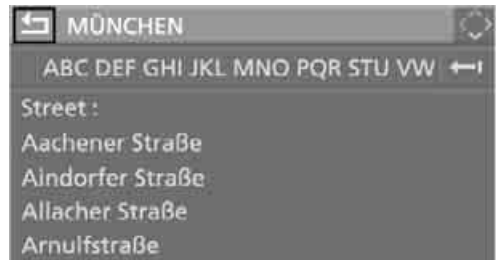 MÜNCHEN
ABC DEF GHI JKL MNO PQR STU VW
Street :
Aachener Straße
Aindorfer Straße
Allacher Straße
Arnulfstraße